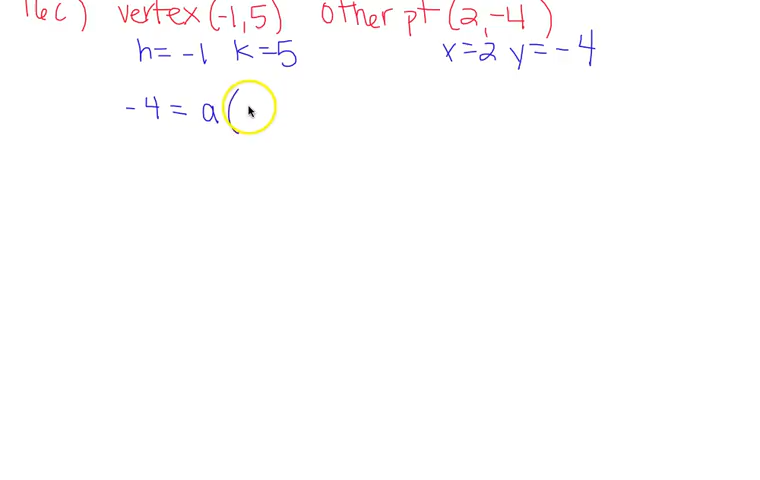 16c) vertex (-1,5) other pt (2,-4)
h=-1 k=5 x=2 y=-4
-4 = a (